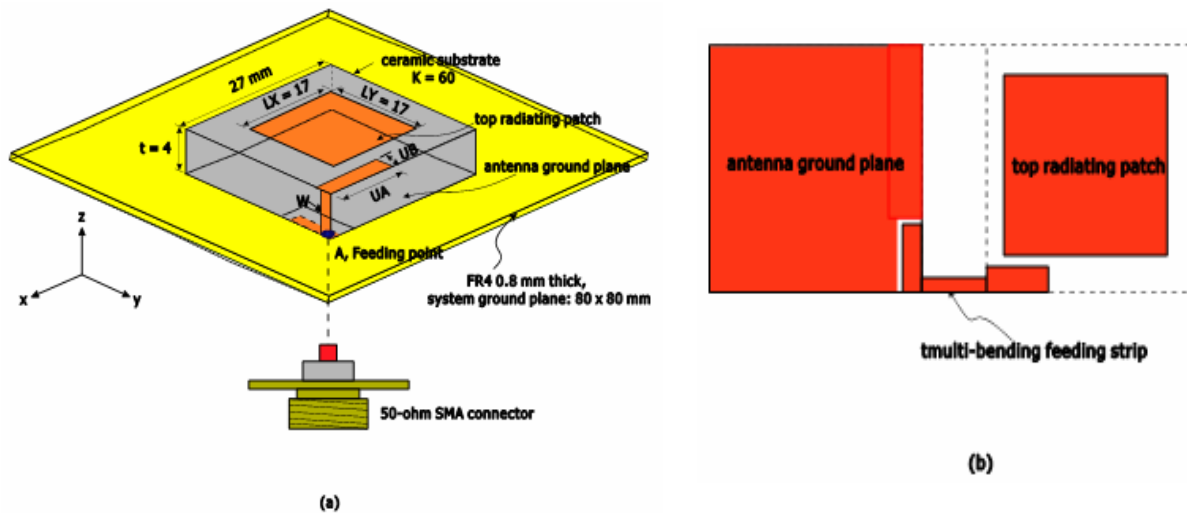 ceramic substrate
K = 60
27 mm
LX = 17
LY = 17
top radiating patch
t = 4
UB
antenna ground plane
UA
W
z
A, Feeding point
x
y
FR4 0.8 mm thick,
system ground plane: 80 x 80 mm
50-ohm SMA connector
(a)
antenna ground plane
top radiating patch
tmulti-bending feeding strip
(b)